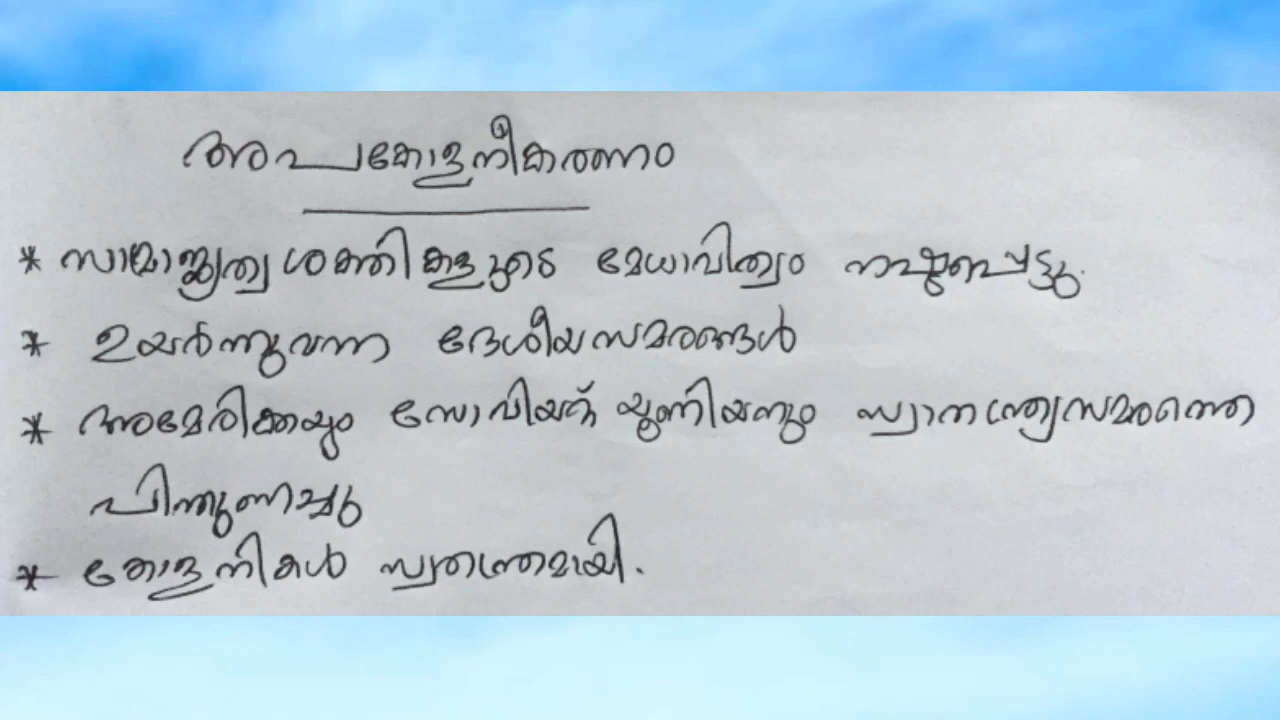 അപകോളനീകരണം
* സാമ്രാജ്യത്വ ശക്തികളുടെ മേധാവിത്വം നഷ്ടപ്പെട്ടു.
* ഉയർന്നുവന്ന ദേശീയസമരങ്ങൾ
* അമേരിക്കയും സോവിയറ്റ് യൂണിയനും സ്വാതന്ത്ര്യസമരത്തെ
പിന്തുണച്ചു
* കോളനികൾ സ്വതന്ത്രമായി.